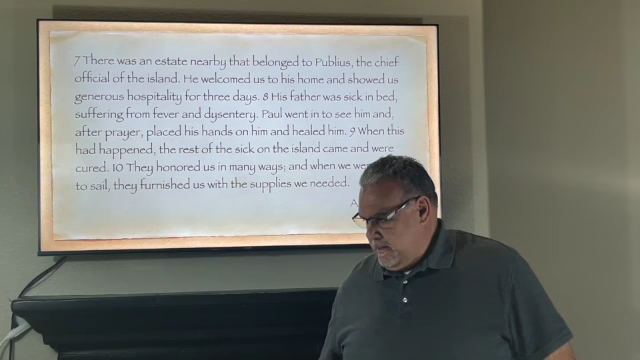 7 There was an estate nearby that belonged to Publius, the chief
official of the island. He welcomed us to his home and showed us
generous hospitality for three days. 8 His father was sick in bed,
suffering from fever and dysentery. Paul went in to see him and,
after prayer, placed his hands on him and healed him. 9 When this
had happened, the rest of the sick on the island came and were
cured. 10 They honored us in many ways; and when we
to sail, they furnished us with the supplies we needed.